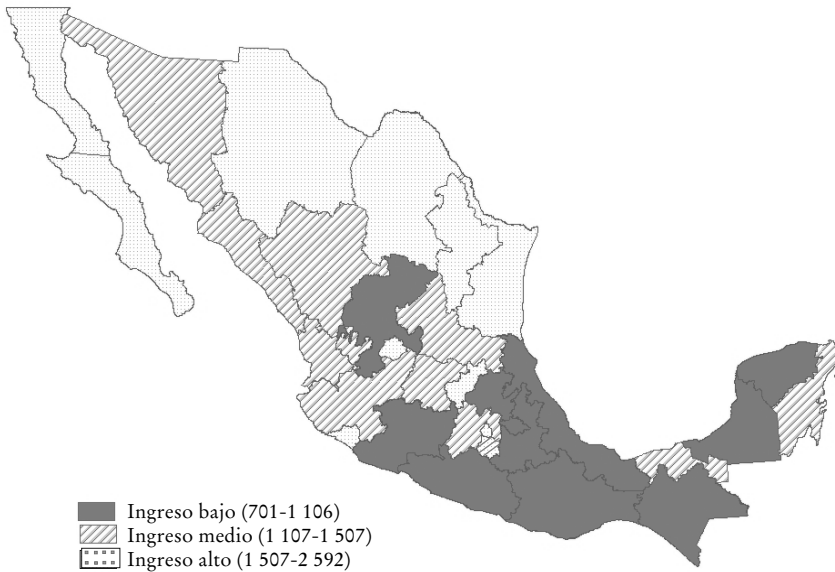 Ingreso bajo (701-1 106)
Ingreso medio (1 107-1 507)
Ingreso alto (1 507-2 592)